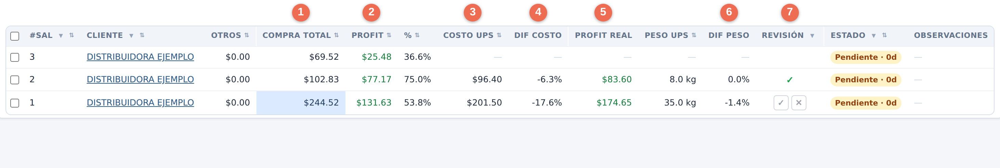 1 2 3 4 5 6 7
#SAL ▼ ⇅ CLIENTE ▼ ⇅ OTROS ⇅ COMPRA TOTAL ⇅ PROFIT ⇅ % ⇅ COSTO UPS ⇅ DIF COSTO PROFIT REAL PESO UPS ⇅ DIF PESO REVISIÓN ▼ ESTADO ▼ ⇅ OBSERVACIONES
3 DISTRIBUIDORA EJEMPLO $0.00 $69.52 $25.48 36.6% — — — — — Pendiente · 0d —
2 DISTRIBUIDORA EJEMPLO $0.00 $102.83 $77.17 75.0% $96.40 -6.3% $83.60 8.0 kg 0.0% ✓ Pendiente · 0d —
1 DISTRIBUIDORA EJEMPLO $0.00 $244.52 $131.63 53.8% $201.50 -17.6% $174.65 35.0 kg -1.4% ✓ ✕ Pendiente · 0d —